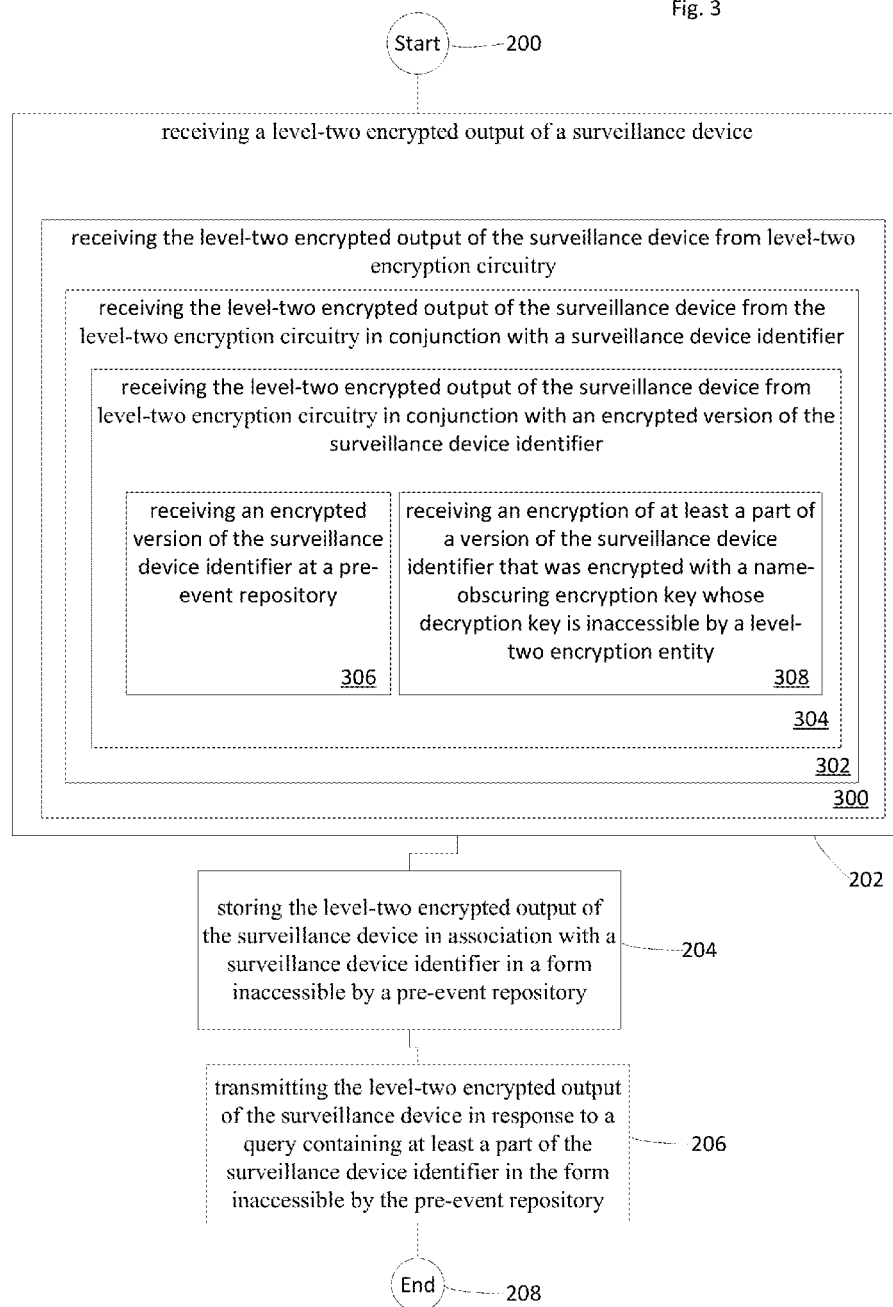 Fig. 3
Start
200
receiving a level-two encrypted output of a surveillance device
receiving the level-two encrypted output of the surveillance device from level-two
encryption circuitry
receiving the level-two encrypted output of the surveillance device from the
level-two encryption circuitry in conjunction with a surveillance device identifier
receiving the level-two encrypted output of the surveillance device from
level-two encryption circuitry in conjunction with an encrypted version of the
surveillance device identifier
receiving an encrypted
version of the surveillance
device identifier at a pre-
event repository
306
receiving an encryption of at least a part of
a version of the surveillance device
identifier that was encrypted with a name-
obscuring encryption key whose
decryption key is inaccessible by a level-
two encryption entity
308
304
302
300
202
storing the level-two encrypted output of
the surveillance device in association with a
surveillance device identifier in a form
inaccessible by a pre-event repository
204
transmitting the level-two encrypted output
of the surveillance device in response to a
query containing at least a part of the
surveillance device identifier in the form
inaccessible by the pre-event repository
206
End
208